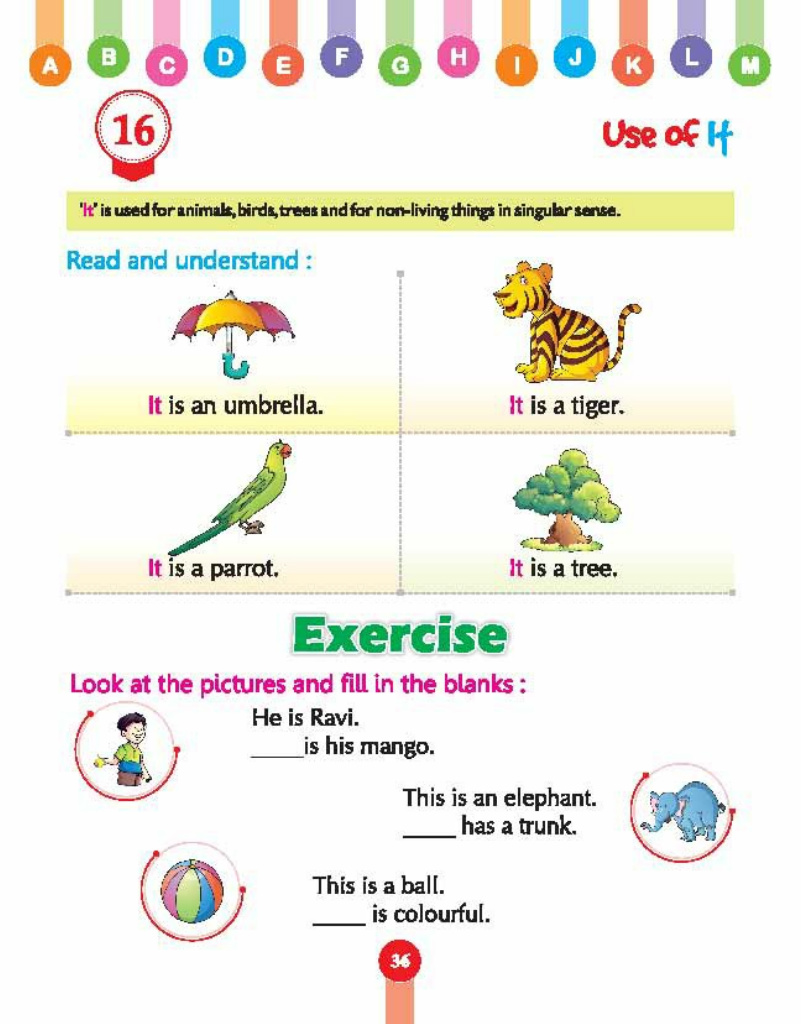 A B C D E F G H I J K L M
16
Use of It
'It' is used for animals, birds, trees and for non-living things in singular sense.
Read and understand :
It is an umbrella.
It is a tiger.
It is a parrot.
It is a tree.
Exercise
Look at the pictures and fill in the blanks :
He is Ravi.
____is his mango.
This is an elephant.
____ has a trunk.
This is a ball.
____ is colourful.
36